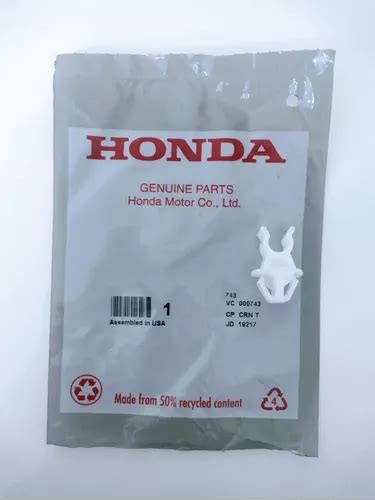 HONDA
GENUINE PARTS
Honda Motor Co., Ltd.
743
1 VC 000743
Assembled in USA CP CRN T
JD 19217
Made from 50% recycled content
4